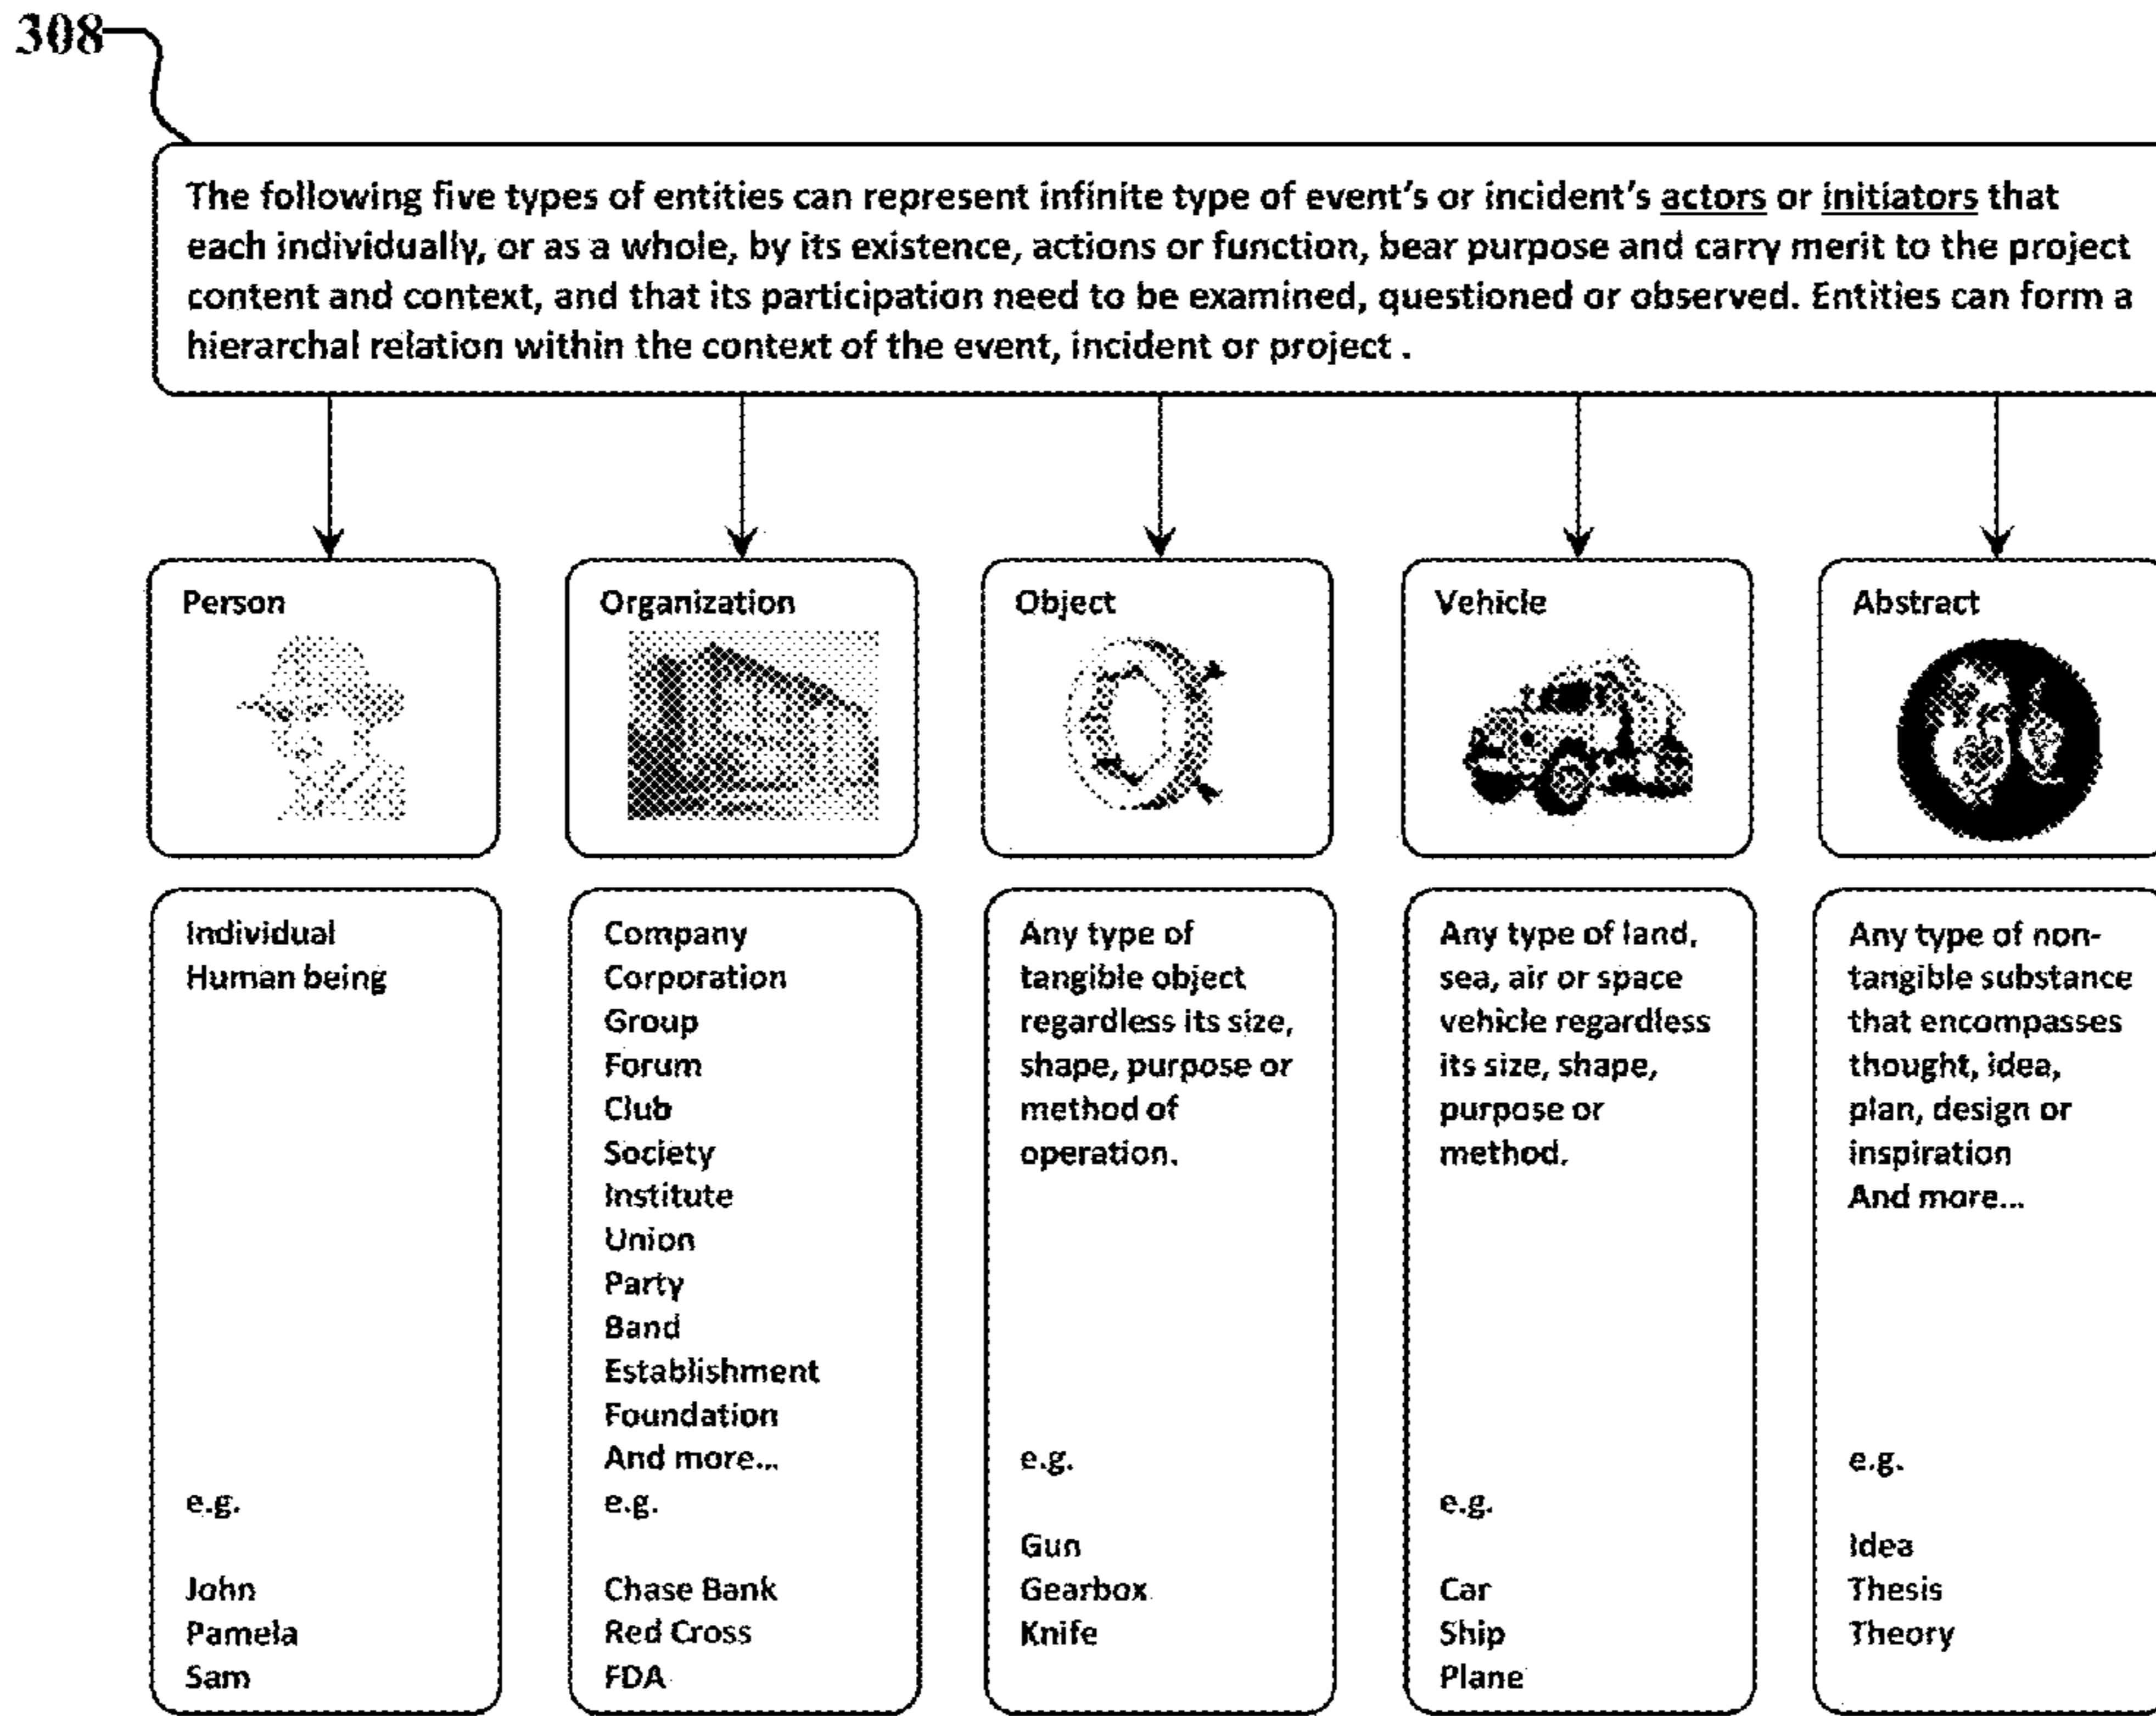 308
The following five types of entities can represent infinite type of event's or incident's actors or initiators that
each individually, or as a whole, by its existence, actions or function, bear purpose and carry merit to the project
content and context, and that its participation need to be examined, questioned or observed. Entities can form a
hierarchal relation within the context of the event, incident or project .
Person
Organization
Object
Vehicle
Abstract
Individual
Human being
e.g.
John
Pamela
Sam
Company
Corporation
Group
Forum
Club
Society
Institute
Union
Party
Band
Establishment
Foundation
And more...
e.g.
Chase Bank
Red Cross
FDA
Any type of
tangible object
regardless its size,
shape, purpose or
method of
operation.
e.g.
Gun
Gearbox
Knife
Any type of land,
sea, air or space
vehicle regardless
its size, shape,
purpose or
method.
e.g.
Car
Ship
Plane
Any type of non-
tangible substance
that encompasses
thought, idea,
plan, design or
inspiration
And more...
e.g.
Idea
Thesis
Theory